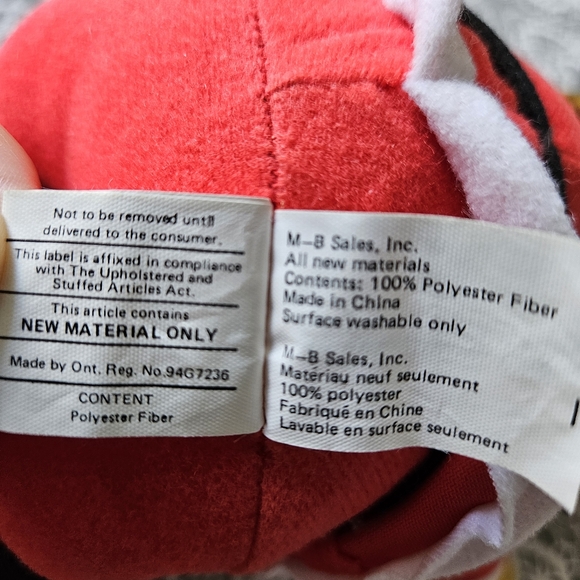 Not to be removed until
delivered to the consumer.
This label is affixed in compliance
with The Upholstered and
Stuffed Articles Act.
This article contains
NEW MATERIAL ONLY
Made by Ont. Reg. No.94G7236
CONTENT
Polyester Fiber
M-B Sales, Inc.
All new materials
Contents: 100% Polyester Fiber
Made in China
Surface washable only
M-B Sales, Inc.
Matériau neuf seulement
100% polyester
Fabriqué en Chine
Lavable en surface seulement